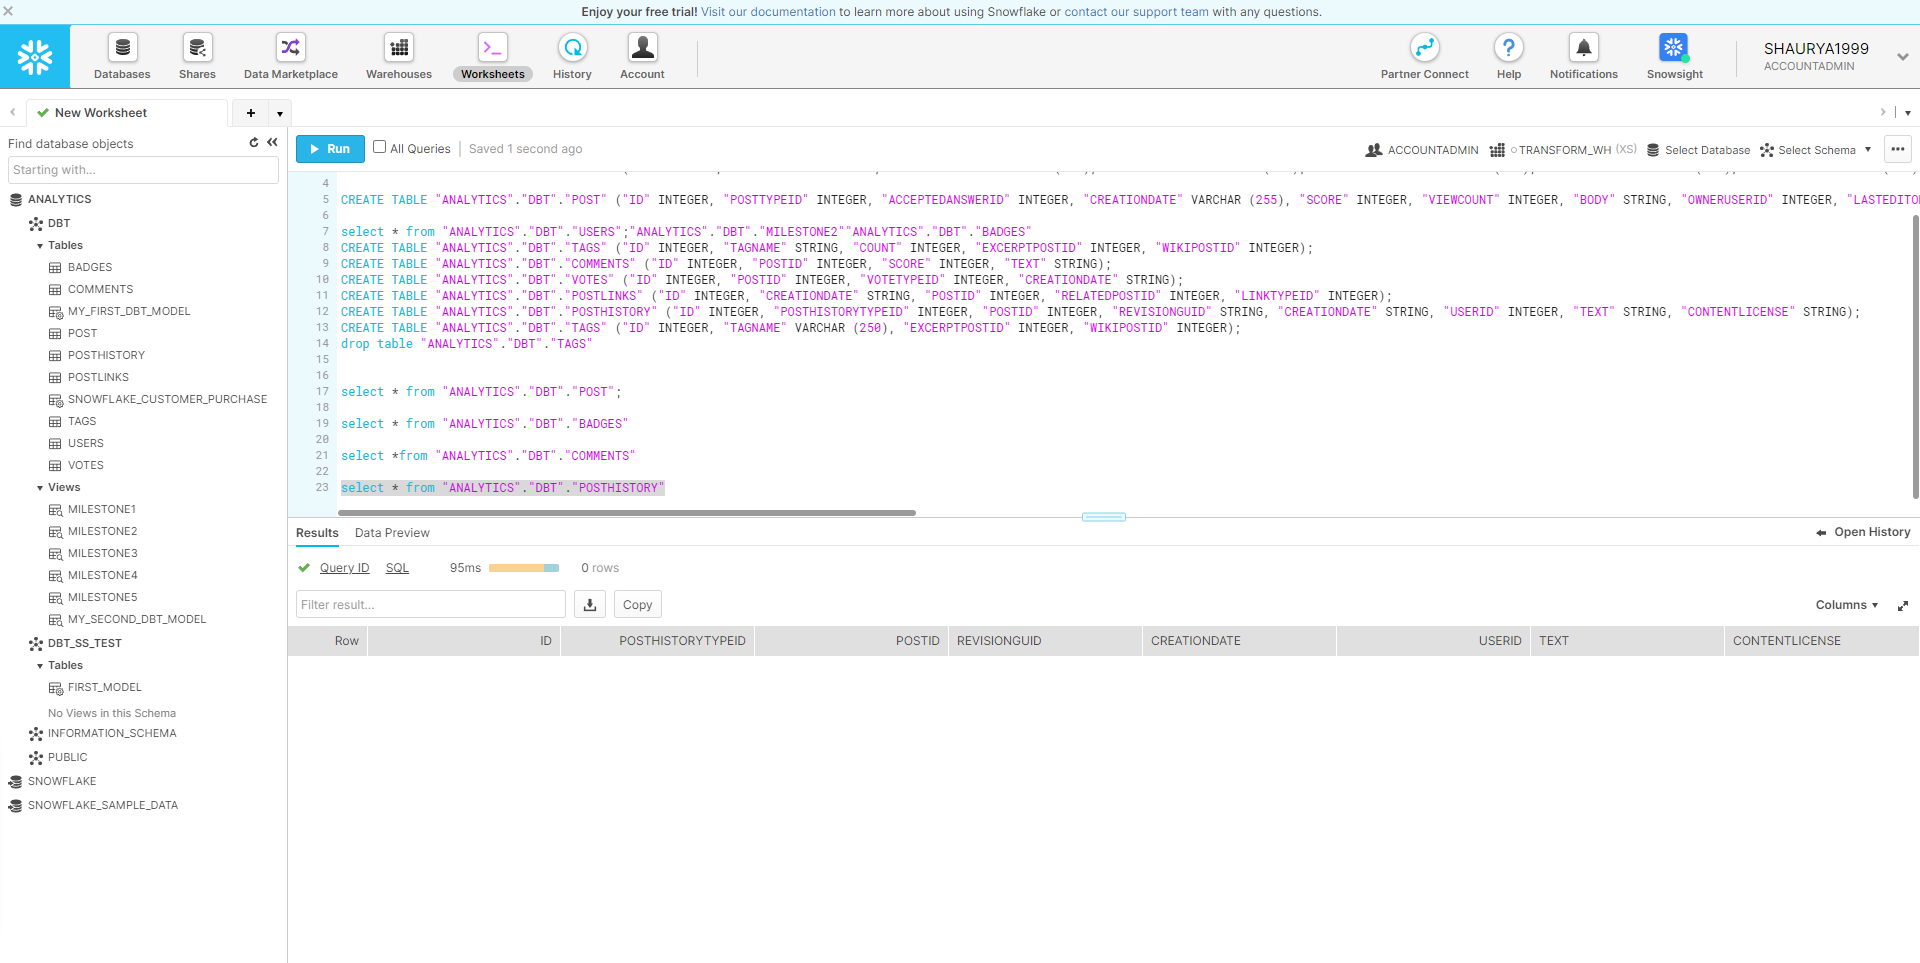 Enjoy your free trial! Visit our documentation to learn more about using Snowflake or contact our support team with any questions.
Databases
Shares
Data Marketplace
Warehouses
Worksheets
History
Account
Partner Connect
Help
Notifications
Snowsight
SHAURYA1999
ACCOUNTADMIN
New Worksheet
Find database objects
Starting with...
ANALYTICS
DBT
Tables
BADGES
COMMENTS
MY_FIRST_DBT_MODEL
POST
POSTHISTORY
POSTLINKS
SNOWFLAKE_CUSTOMER_PURCHASE
TAGS
USERS
VOTES
Views
MILESTONE1
MILESTONE2
MILESTONE3
MILESTONE4
MILESTONE5
MY_SECOND_DBT_MODEL
DBT_SS_TEST
Tables
FIRST_MODEL
No Views in this Schema
INFORMATION_SCHEMA
PUBLIC
SNOWFLAKE
SNOWFLAKE_SAMPLE_DATA
Run All Queries Saved 1 second ago
ACCOUNTADMIN TRANSFORM_WH (XS) Select Database Select Schema
4
5 CREATE TABLE "ANALYTICS"."DBT"."POST" ("ID" INTEGER, "POSTTYPEID" INTEGER, "ACCEPTEDANSWERID" INTEGER, "CREATIONDATE" VARCHAR (255), "SCORE" INTEGER, "VIEWCOUNT" INTEGER, "BODY" STRING, "OWNERUSERID" INTEGER, "LASTEDITO
6
7 select * from "ANALYTICS"."DBT"."USERS";"ANALYTICS"."DBT"."MILESTONE2""ANALYTICS"."DBT"."BADGES"
8 CREATE TABLE "ANALYTICS"."DBT"."TAGS" ("ID" INTEGER, "TAGNAME" STRING, "COUNT" INTEGER, "EXCERPTPOSTID" INTEGER, "WIKIPOSTID" INTEGER);
9 CREATE TABLE "ANALYTICS"."DBT"."COMMENTS" ("ID" INTEGER, "POSTID" INTEGER, "SCORE" INTEGER, "TEXT" STRING);
10 CREATE TABLE "ANALYTICS"."DBT"."VOTES" ("ID" INTEGER, "POSTID" INTEGER, "VOTETYPEID" INTEGER, "CREATIONDATE" STRING);
11 CREATE TABLE "ANALYTICS"."DBT"."POSTLINKS" ("ID" INTEGER, "CREATIONDATE" STRING, "POSTID" INTEGER, "RELATEDPOSTID" INTEGER, "LINKTYPEID" INTEGER);
12 CREATE TABLE "ANALYTICS"."DBT"."POSTHISTORY" ("ID" INTEGER, "POSTHISTORYTYPEID" INTEGER, "POSTID" INTEGER, "REVISIONGUID" STRING, "CREATIONDATE" STRING, "USERID" INTEGER, "TEXT" STRING, "CONTENTLICENSE" STRING);
13 CREATE TABLE "ANALYTICS"."DBT"."TAGS" ("ID" INTEGER, "TAGNAME" VARCHAR (250), "EXCERPTPOSTID" INTEGER, "WIKIPOSTID" INTEGER);
14 drop table "ANALYTICS"."DBT"."TAGS"
15
16
17 select * from "ANALYTICS"."DBT"."POST";
18
19 select * from "ANALYTICS"."DBT"."BADGES"
20
21 select *from "ANALYTICS"."DBT"."COMMENTS"
22
23 select * from "ANALYTICS"."DBT"."POSTHISTORY"
Results Data Preview Open History
Query ID SQL 95ms 0 rows
Filter result... Copy Columns
Row ID POSTHISTORYTYPEID POSTID REVISIONGUID CREATIONDATE USERID TEXT CONTENTLICENSE